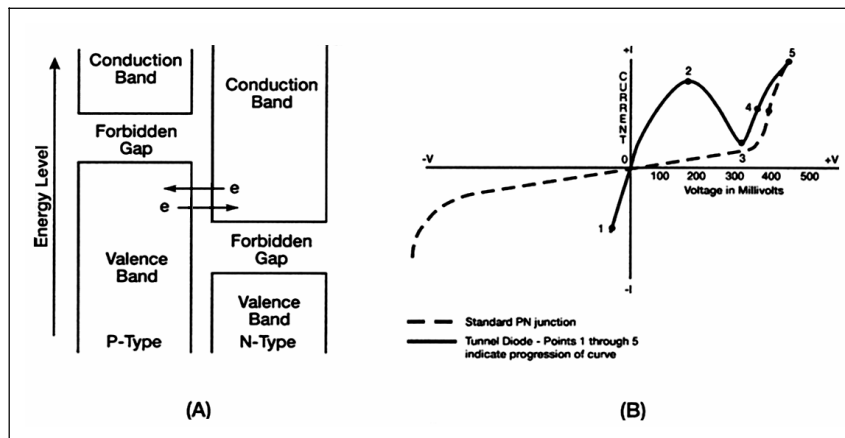 Conduction
Band
Forbidden
Gap
e
e
Valence
Band
P-Type
Energy Level
Conduction
Band
Forbidden
Gap
Valence
Band
N-Type
(A)
+I
CURRENT
2
5
4
-V
0
3
+V
100 200 300 400 500
Voltage in Millivolts
1
-I
Standard PN junction
Tunnel Diode - Points 1 through 5
indicate progression of curve
(B)